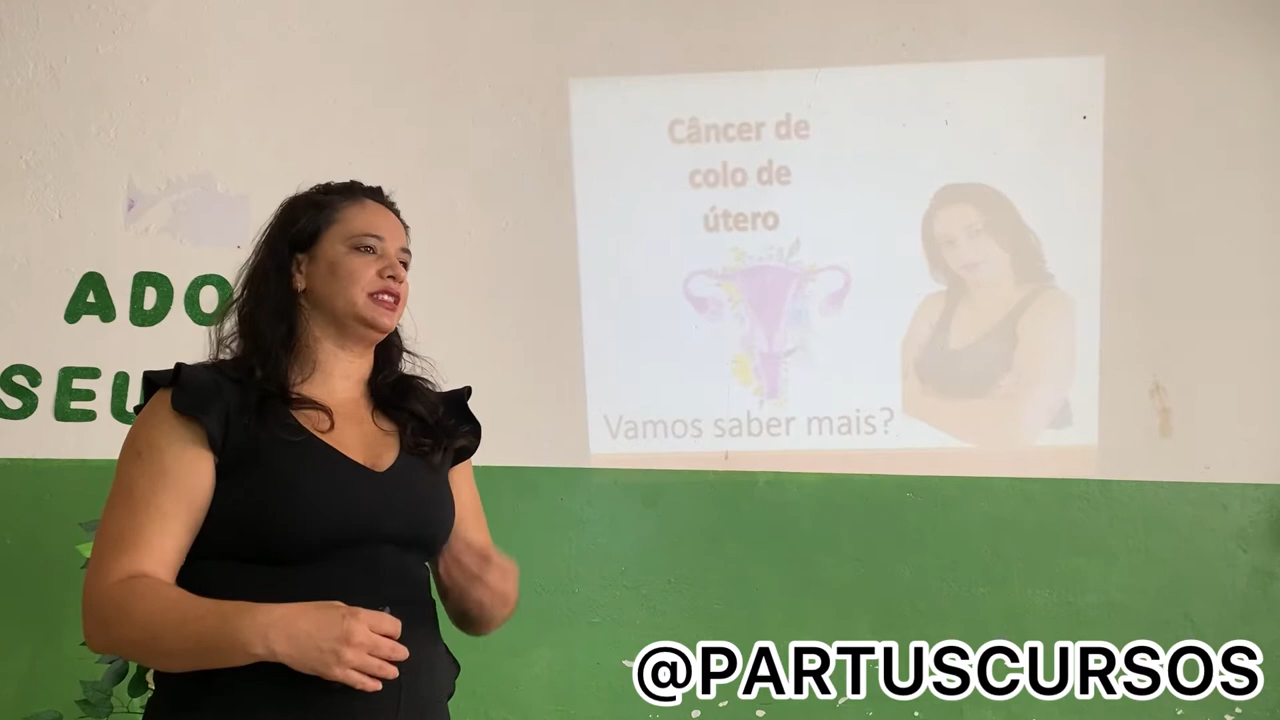 Câncer de
colo de
útero
ADO
SEU
Vamos saber mais?
@PARTUSCURSOS